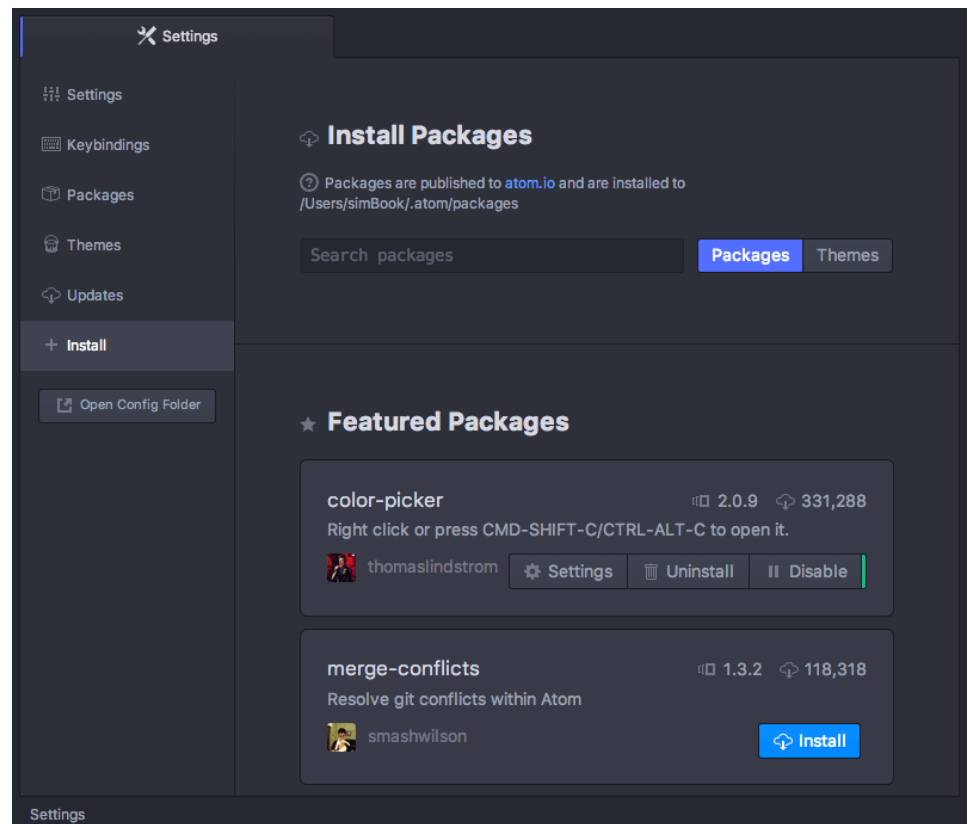 Settings
Settings
Keybindings
Packages
Themes
Updates
Install
Open Config Folder
Install Packages
Packages are published to atom.io and are installed to
/Users/simBook/.atom/packages
Search packages
Packages Themes
Featured Packages
color-picker 2.0.9 331,288
Right click or press CMD-SHIFT-C/CTRL-ALT-C to open it.
thomaslindstrom Settings Uninstall Disable
merge-conflicts 1.3.2 118,318
Resolve git conflicts within Atom
smashwilson Install
Settings